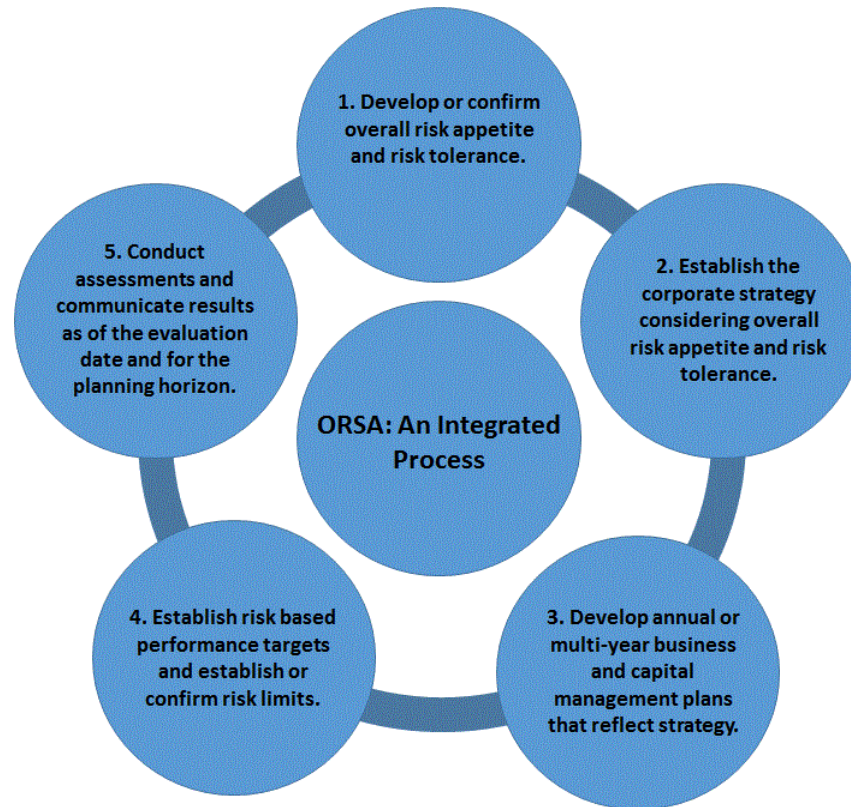 1. Develop or confirm
overall risk appetite
and risk tolerance.
2. Establish the
corporate strategy
considering overall
risk appetite and risk
tolerance.
3. Develop annual or
multi-year business
and capital
management plans
that reflect strategy.
4. Establish risk based
performance targets
and establish or
confirm risk limits.
5. Conduct
assessments and
communicate results
as of the evaluation
date and for the
planning horizon.
ORSA: An Integrated
Process